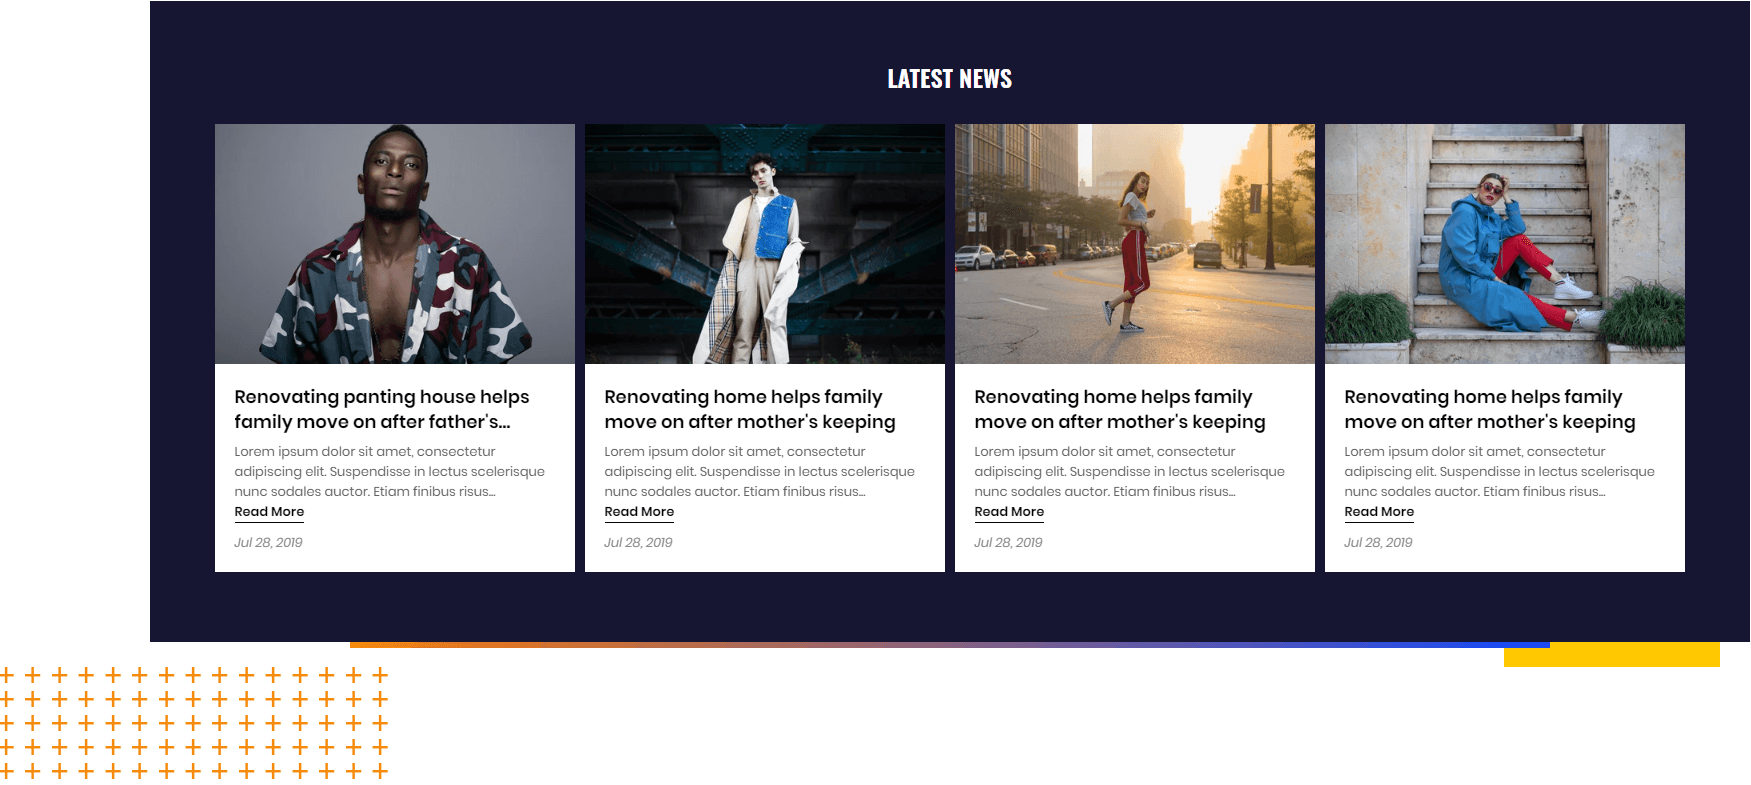 LATEST NEWS
Renovating panting house helps
family move on after father's...
Lorem ipsum dolor sit amet, consectetur
adipiscing elit. Suspendisse in lectus scelerisque
nunc sodales auctor. Etiam finibus risus...
Read More
Jul 28, 2019
Renovating home helps family
move on after mother's keeping
Lorem ipsum dolor sit amet, consectetur
adipiscing elit. Suspendisse in lectus scelerisque
nunc sodales auctor. Etiam finibus risus...
Read More
Jul 28, 2019
Renovating home helps family
move on after mother's keeping
Lorem ipsum dolor sit amet, consectetur
adipiscing elit. Suspendisse in lectus scelerisque
nunc sodales auctor. Etiam finibus risus...
Read More
Jul 28, 2019
Renovating home helps family
move on after mother's keeping
Lorem ipsum dolor sit amet, consectetur
adipiscing elit. Suspendisse in lectus scelerisque
nunc sodales auctor. Etiam finibus risus...
Read More
Jul 28, 2019